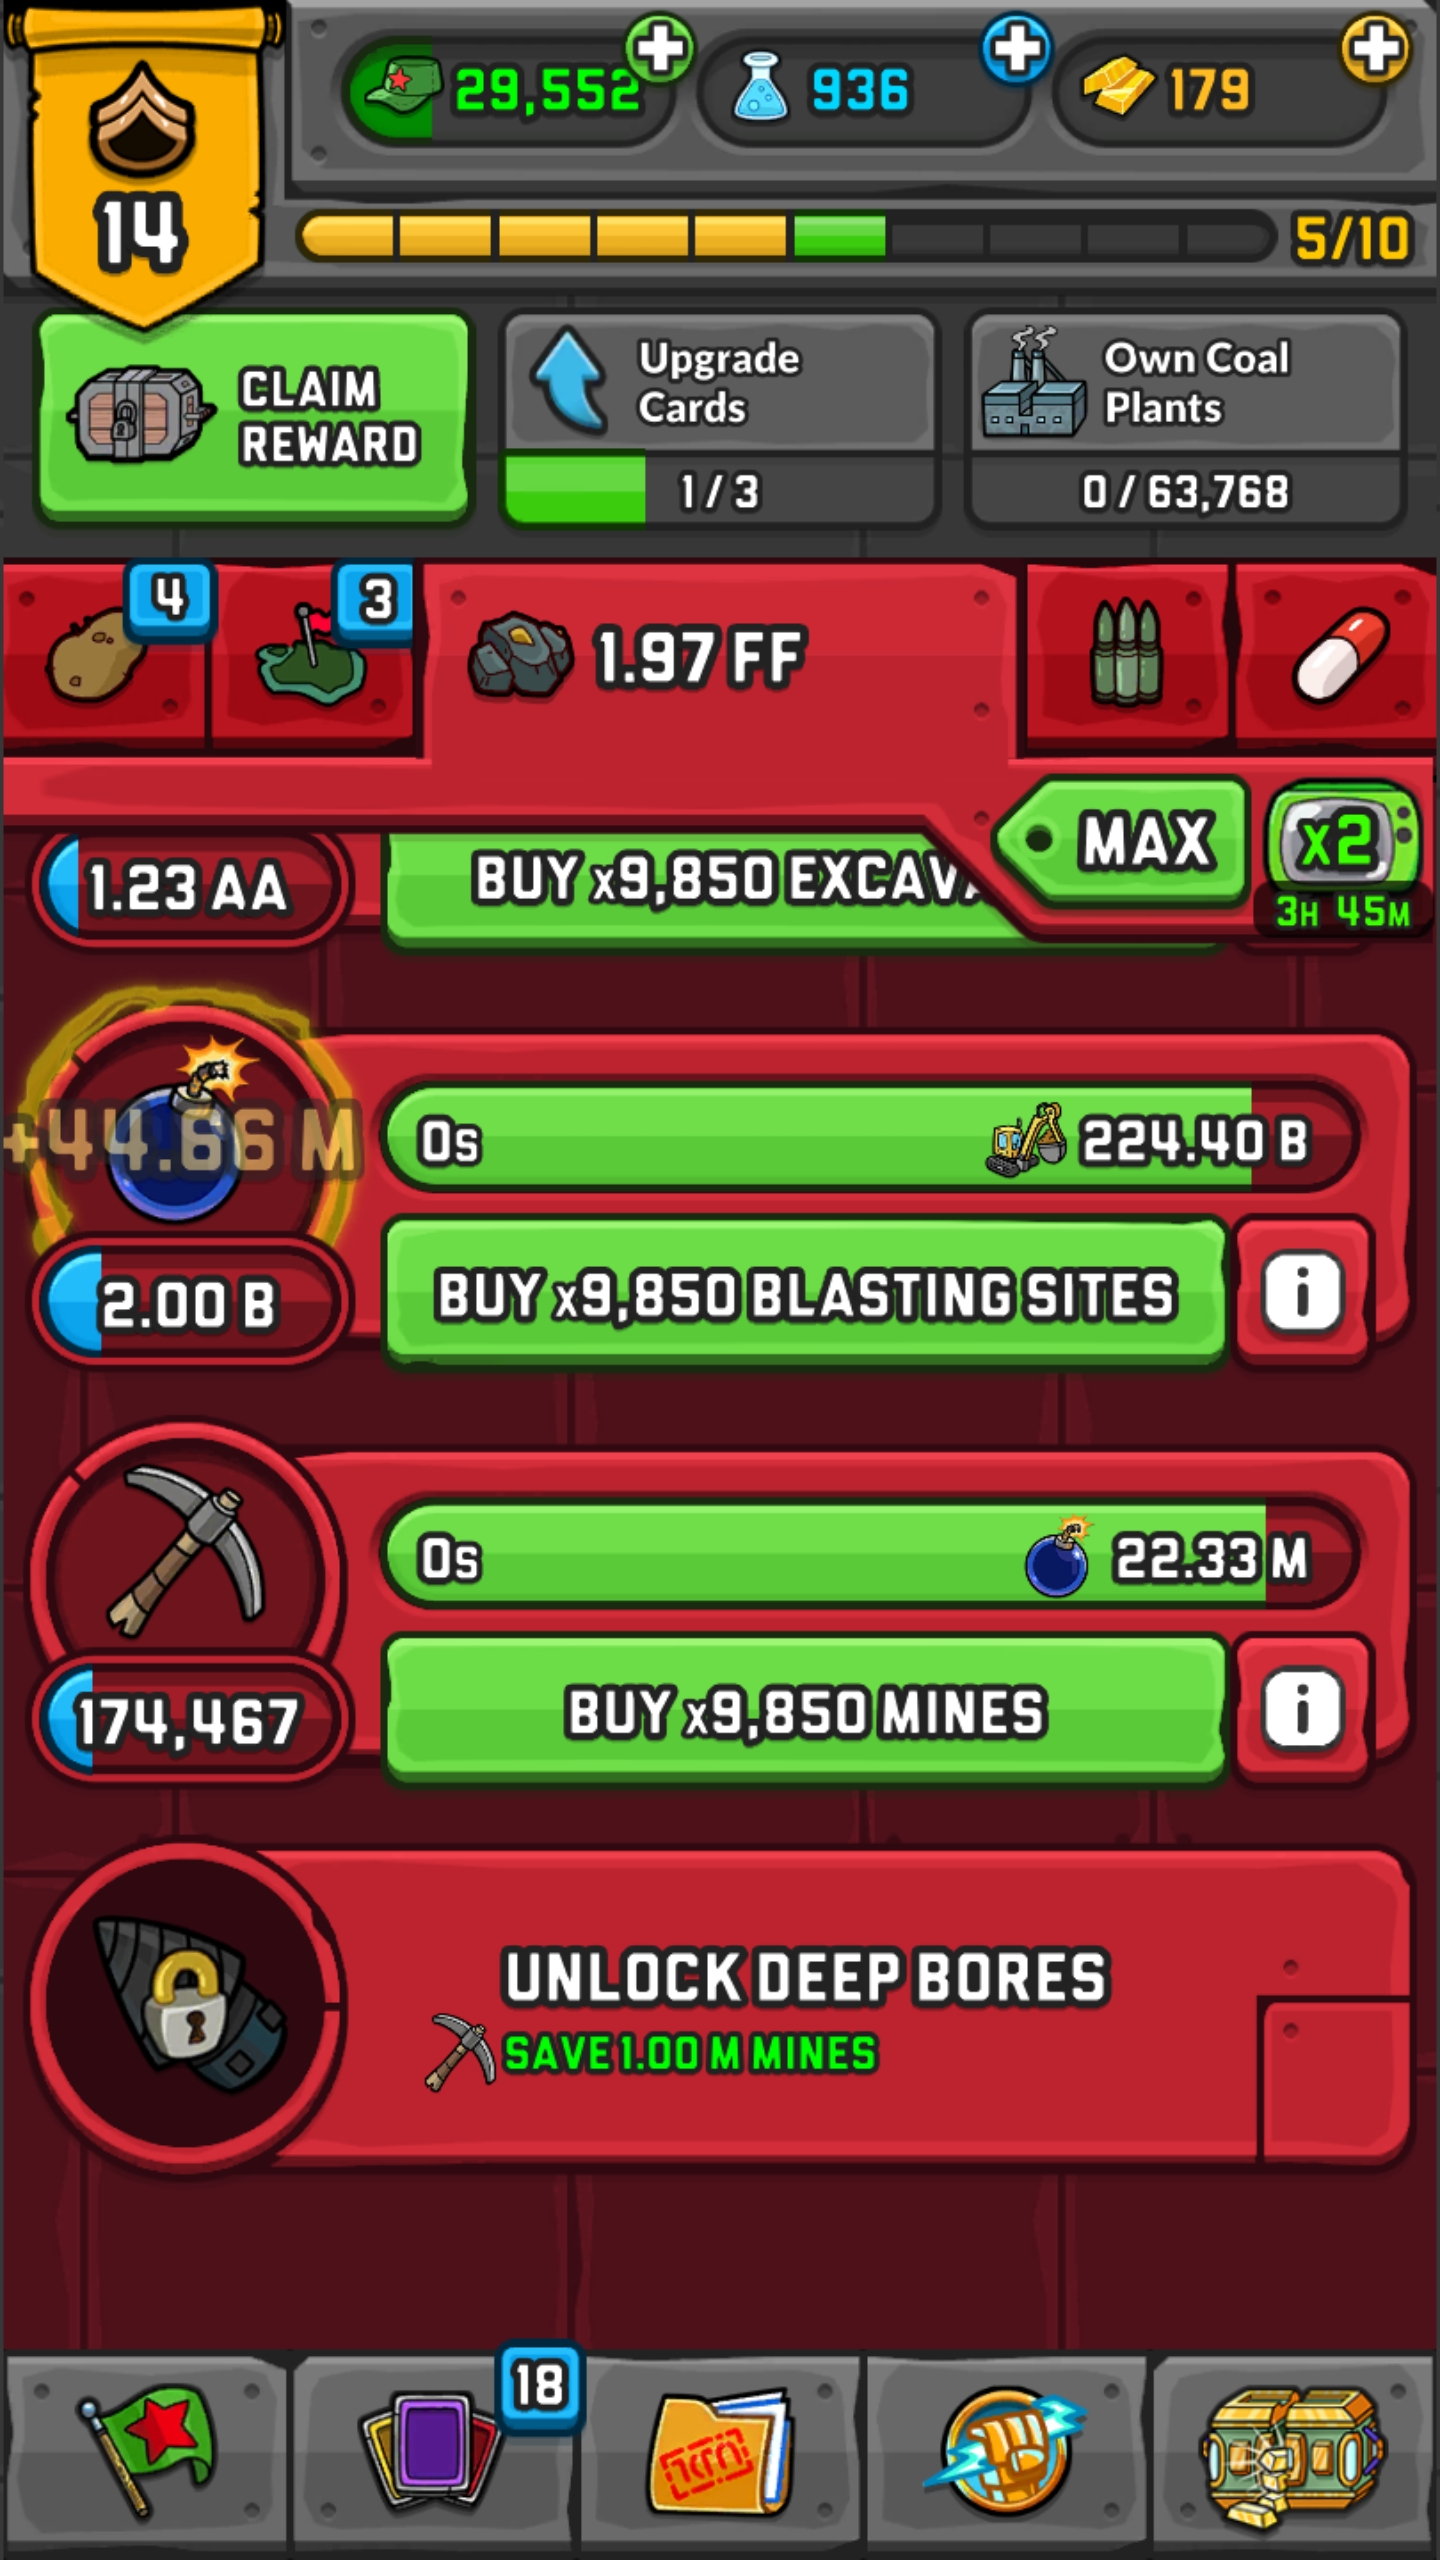 29,552
936
179
14
5/10
CLAIM
REWARD
Upgrade
Cards
1 / 3
Own Coal
Plants
0 / 63,768
4
3
1.97 FF
MAX
x2
3H 45M
1.23 AA
BUY x9,850 EXCAVA
+44.66 M
0s
224.40 B
2.00 B
BUY x9,850 BLASTING SITES
i
0s
22.33 M
174,467
BUY x9,850 MINES
i
UNLOCK DEEP BORES
SAVE 1.00 M MINES
18